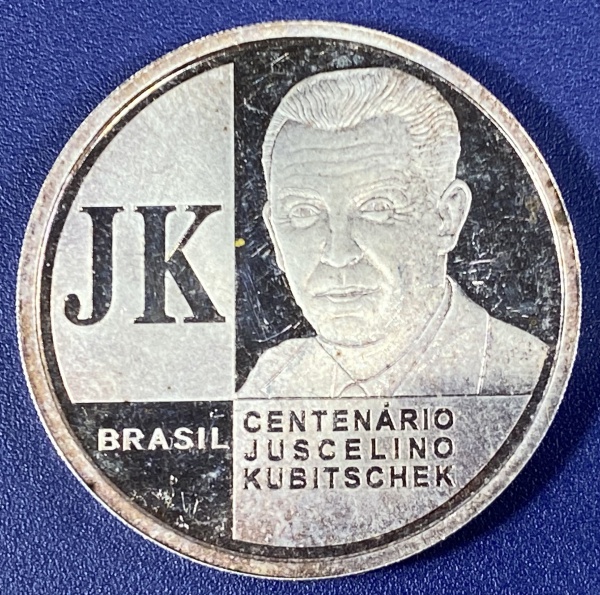 JK
BRASIL
CENTENÁRIO
JUSCELINO
KUBITSCHEK